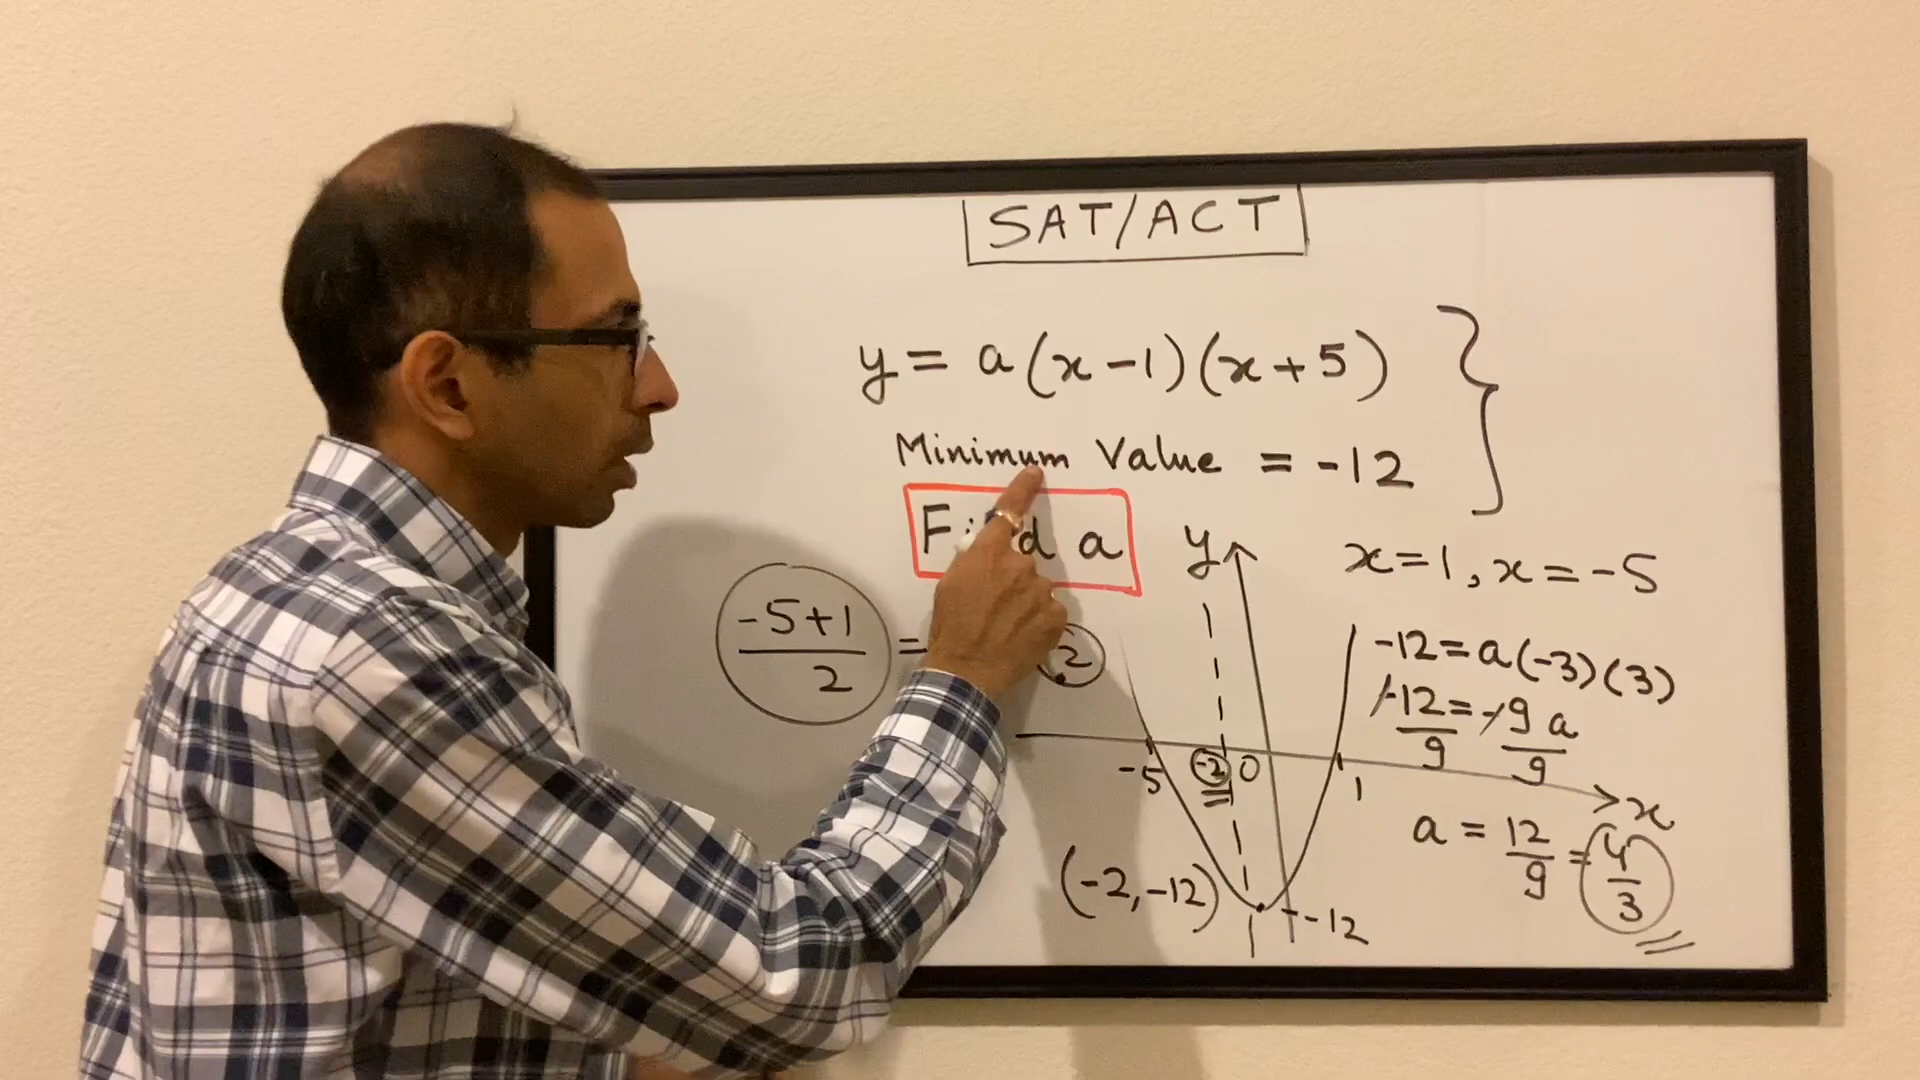 SAT/ACT
y = a(x-1)(x+5)
Minimum Value = -12
a
x=1, x=-5
y
-5+1
2
=
2
-12=a(-3)(3)
-12 = -9a
9 9
-5 -2 0 1 x
a = 12/9 = 4/3
(-2,-12)
-12